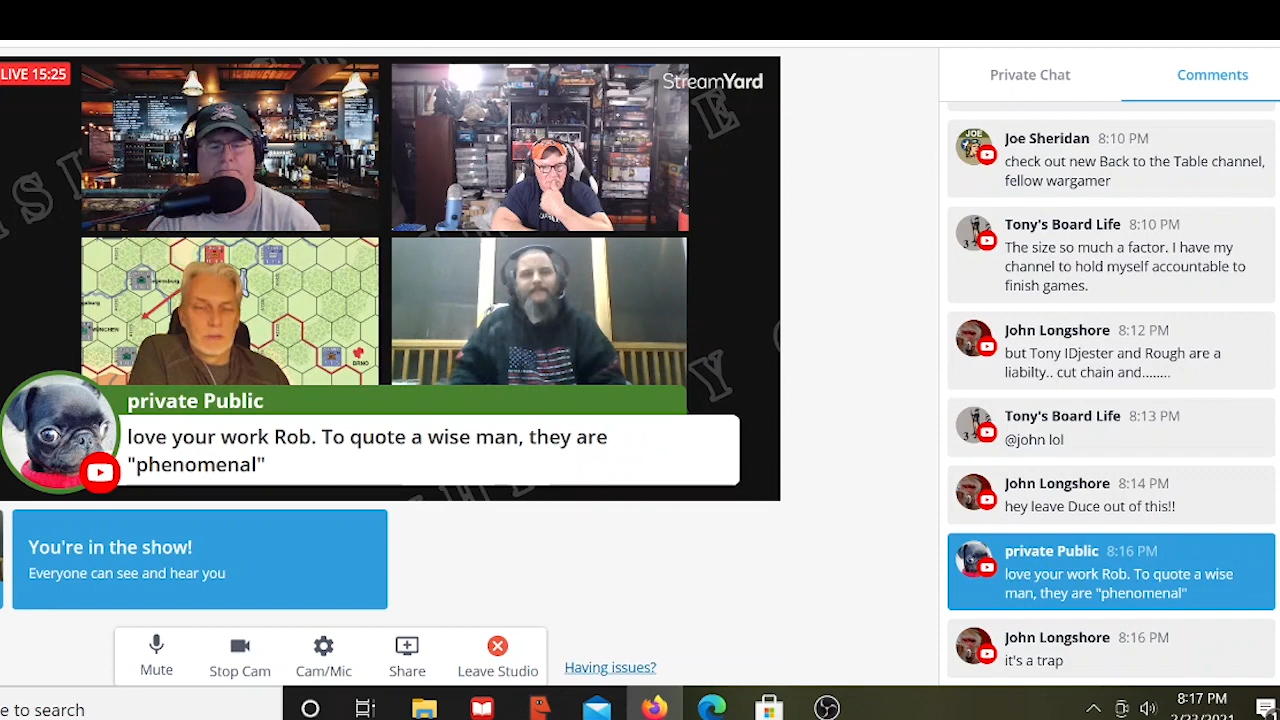 LIVE 15:25
StreamYard
MÜNCHEN
BRNO
private Public
love your work Rob. To quote a wise man, they are
"phenomenal"
You're in the show!
Everyone can see and hear you
Mute
Stop Cam
Cam/Mic
Share
Leave Studio
Having issues?
Private Chat
Comments
Joe Sheridan 8:10 PM
check out new Back to the Table channel,
fellow wargamer
Tony's Board Life 8:10 PM
The size so much a factor. I have my
channel to hold myself accountable to
finish games.
John Longshore 8:12 PM
but Tony IDjester and Rough are a
liabilty.. cut chain and........
Tony's Board Life 8:13 PM
@john lol
John Longshore 8:14 PM
hey leave Duce out of this!!
private Public 8:16 PM
love your work Rob. To quote a wise
man, they are "phenomenal"
John Longshore 8:16 PM
it's a trap
e to search
8:17 PM
2/23/2021